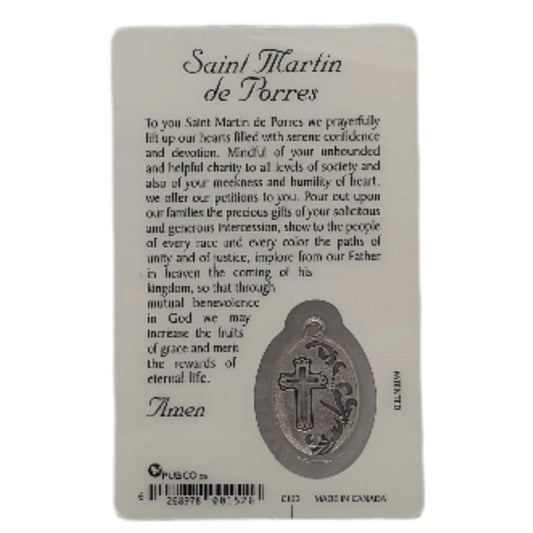 Saint Martin
de Porres
To you Saint Martin de Porres we prayerfully
lift up our hearts filled with serene confidence
and devotion. Mindful of your unbounded
and helpful charity to all levels of society and
also of your meekness and humility of heart,
we offer our petitions to you. Pour out upon
our families the precious gifts of your solicitous
and generous intercession, show to the people
of every race and every color the paths of
unity and of justice, implore from our Father
in heaven the coming of his
kingdom, so that through
mutual benevolence
in God we may
increase the fruits
of grace and merit
the rewards of
eternal life.
Amen
PATENTED
PUBCO
6 268978 081520
MADE IN CANADA